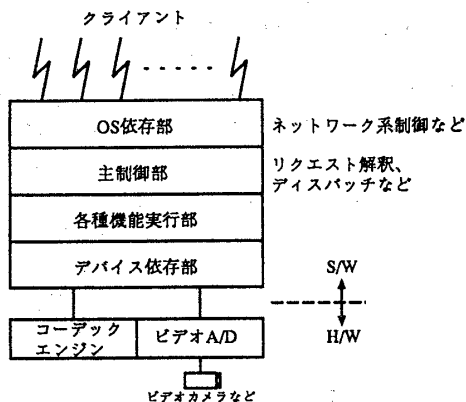 クライアント
OS依存部
ネットワーク系制御など
主制御部
リクエスト解釈、
ディスパッチなど
各種機能実行部
デバイス依存部
S/W
コーデック
エンジン
ビデオA/D
H/W
ビデオカメラなど